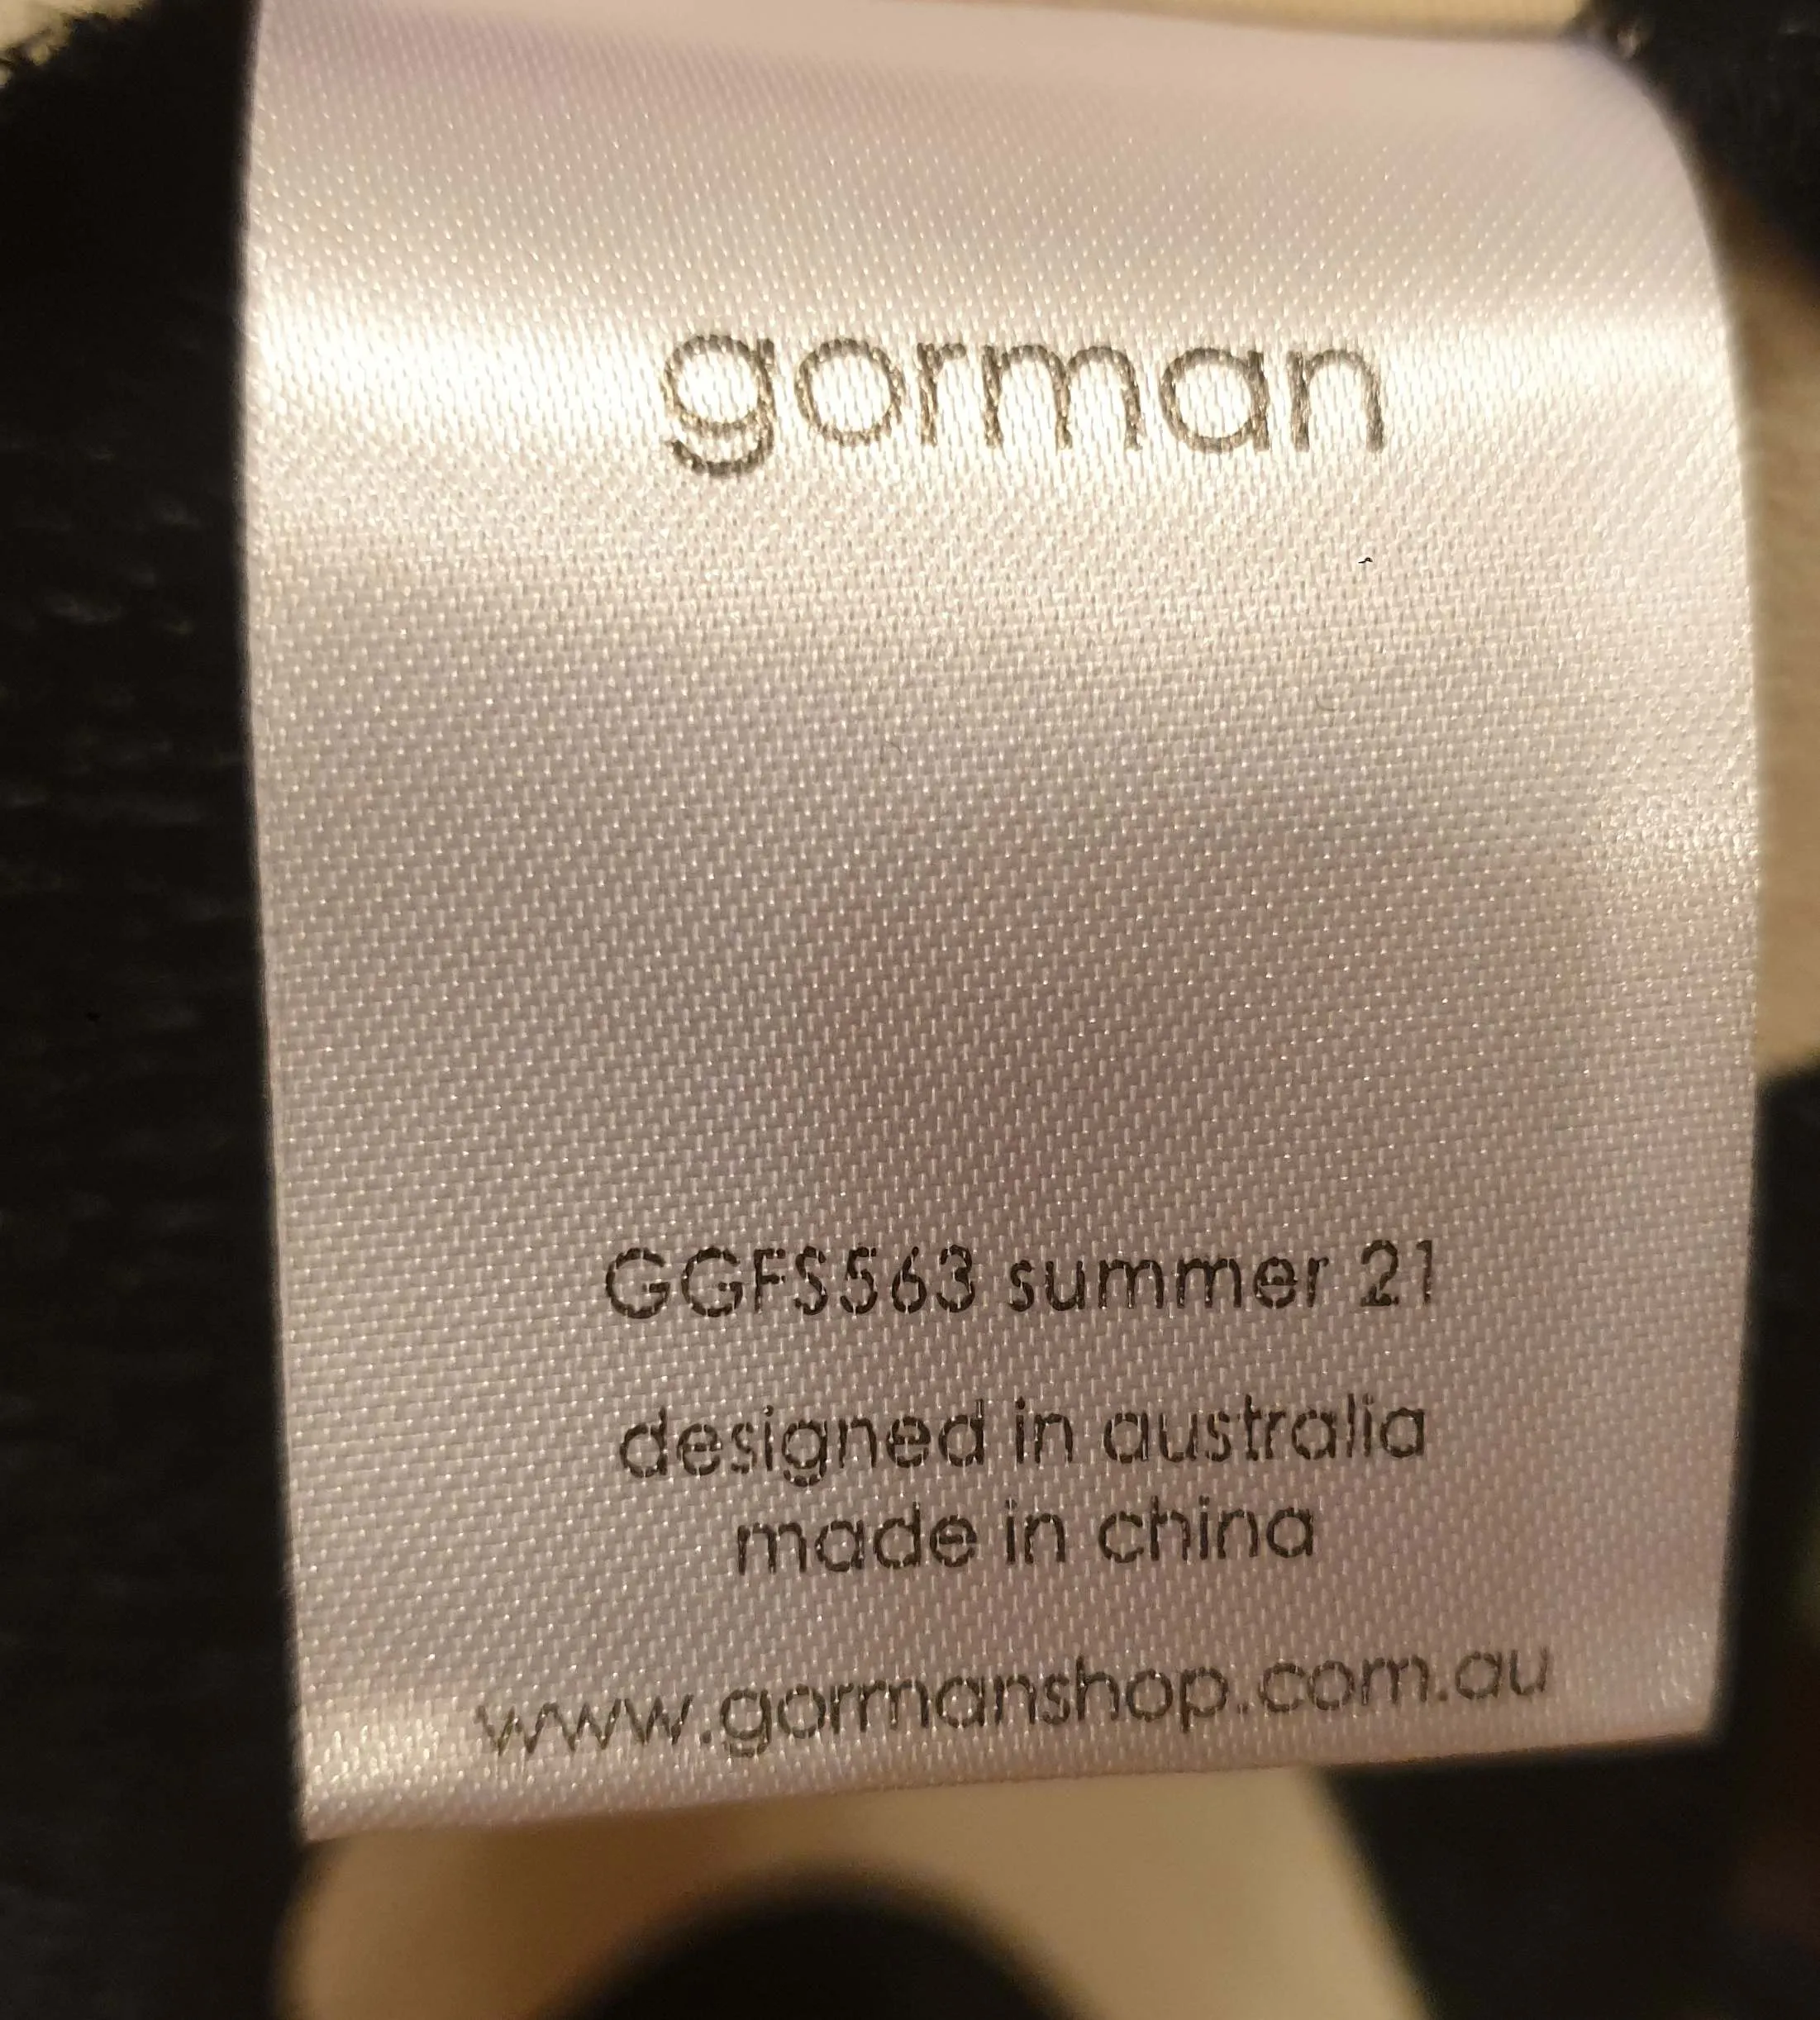 gorman
GGFS563 summer 21
designed in australia
made in china
www.gormanshop.com.au